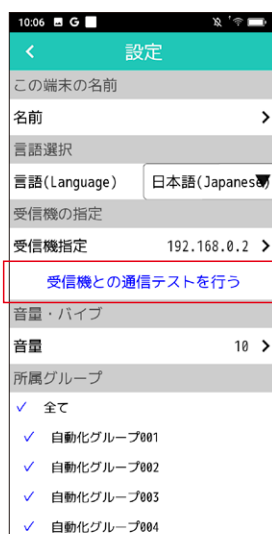 10:06 G
設定
この端末の名前
名前
言語選択
言語(Language) 日本語(Japanese)
受信機の指定
受信機指定 192.168.0.2
受信機との通信テストを行う
音量・バイブ
音量 10
所属グループ
全て
自動化グループ001
自動化グループ002
自動化グループ003
自動化グループ004